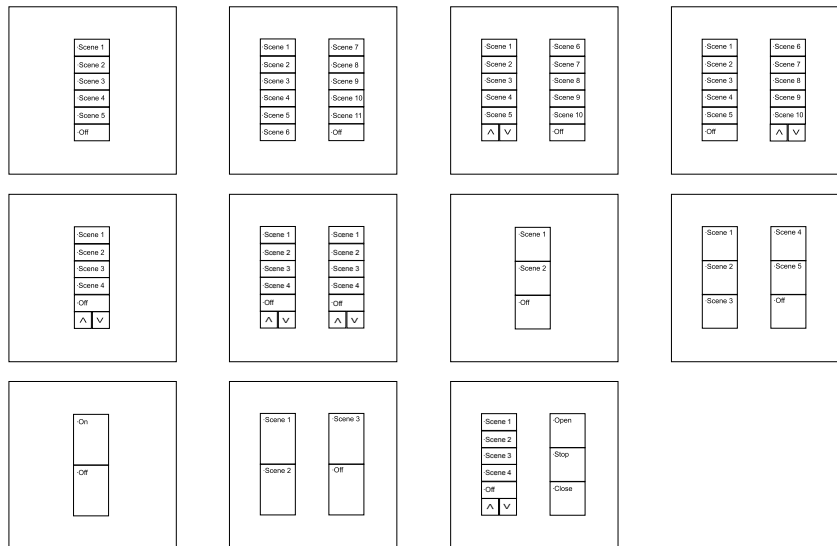 ·Scene 1
·Scene 2
·Scene 3
·Scene 4
·Scene 5
·Off
·Scene 1
·Scene 2
·Scene 3
·Scene 4
·Scene 5
·Scene 6
·Scene 7
·Scene 8
·Scene 9
·Scene 10
·Scene 11
·Off
·Scene 1
·Scene 2
·Scene 3
·Scene 4
·Scene 5
·Scene 6
·Scene 7
·Scene 8
·Scene 9
·Scene 10
·Off
·Scene 1
·Scene 2
·Scene 3
·Scene 4
·Scene 5
·Off
·Scene 6
·Scene 7
·Scene 8
·Scene 9
·Scene 10
·Scene 1
·Scene 2
·Scene 3
·Scene 4
·Off
·Scene 1
·Scene 2
·Scene 3
·Scene 4
·Off
·Scene 1
·Scene 2
·Scene 3
·Scene 4
·Off
·Scene 1
·Scene 2
·Off
·Scene 1
·Scene 2
·Scene 3
·Scene 4
·Scene 5
·Off
·On
·Off
·Scene 1
·Scene 2
·Scene 3
·Off
·Scene 1
·Scene 2
·Scene 3
·Scene 4
·Off
·Open
·Stop
·Close